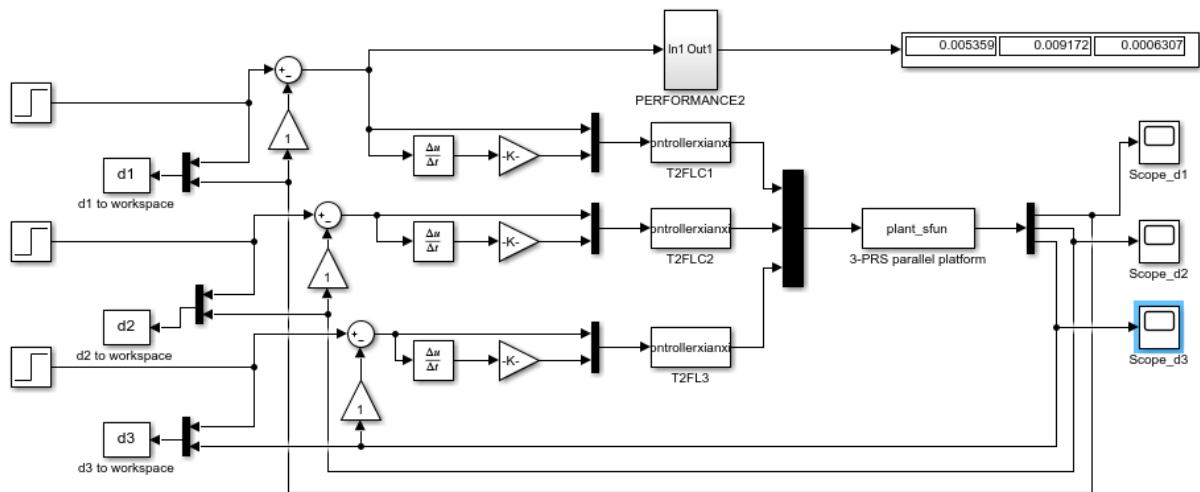 In1 Out1
0.005359 0.009172 0.0006307
PERFORMANCE2
+
-
1
Δu
Δt
-K-
ontrollerxianxi
T2FLC1
d1
d1 to workspace
Scope_d1
+
-
1
Δu
Δt
-K-
ontrollerxianxi
T2FLC2
plant_sfun
3-PRS parallel platform
Scope_d2
d2
d2 to workspace
+
-
1
Δu
Δt
-K-
ontrollerxianxi
T2FL3
Scope_d3
d3
d3 to workspace